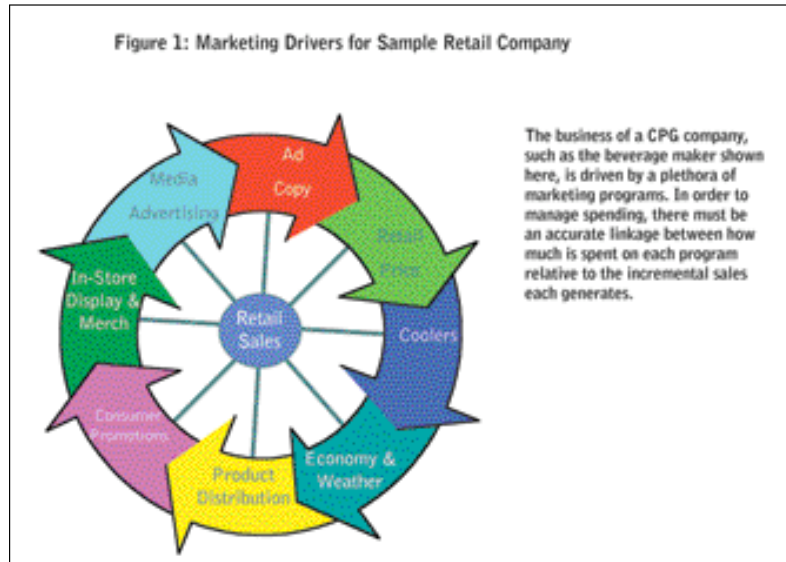 Figure 1: Marketing Drivers for Sample Retail Company
The business of a CPG company,
such as the beverage maker shown
here, is driven by a plethora of
marketing programs. In order to
manage spending, there must be
an accurate linkage between how
much is spent on each program
relative to the incremental sales
each generates.
Ad
Copy
Retail
Price
Coolers
Economy &
Weather
Product
Distribution
Consumer
Promotions
In-Store
Display &
Merch
Media
Advertising
Retail
Sales